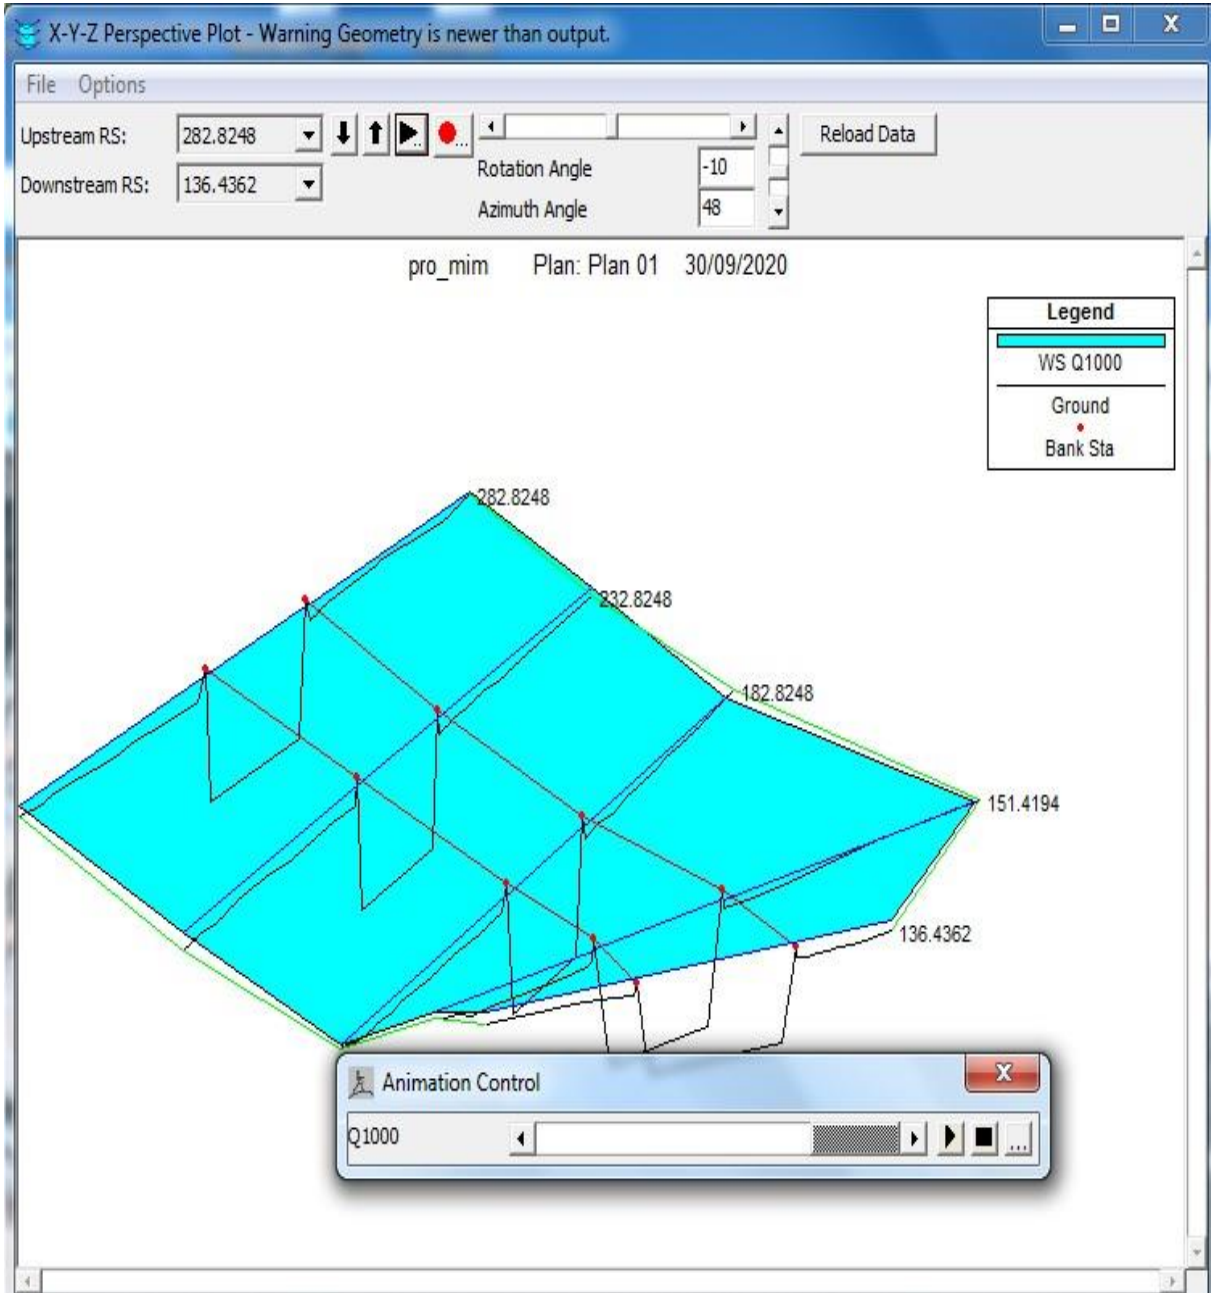 X-Y-Z Perspective Plot - Warning Geometry is newer than output.
X
File Options
Upstream RS: 282.8248
... Reload Data
Downstream RS: 136.4362
Rotation Angle -10
Azimuth Angle 48
pro_mim Plan: Plan 01 30/09/2020
Legend
WS Q1000
Ground
Bank Sta
282.8248
232.8248
182.8248
151.4194
136.4362
Animation Control
X
Q1000
...